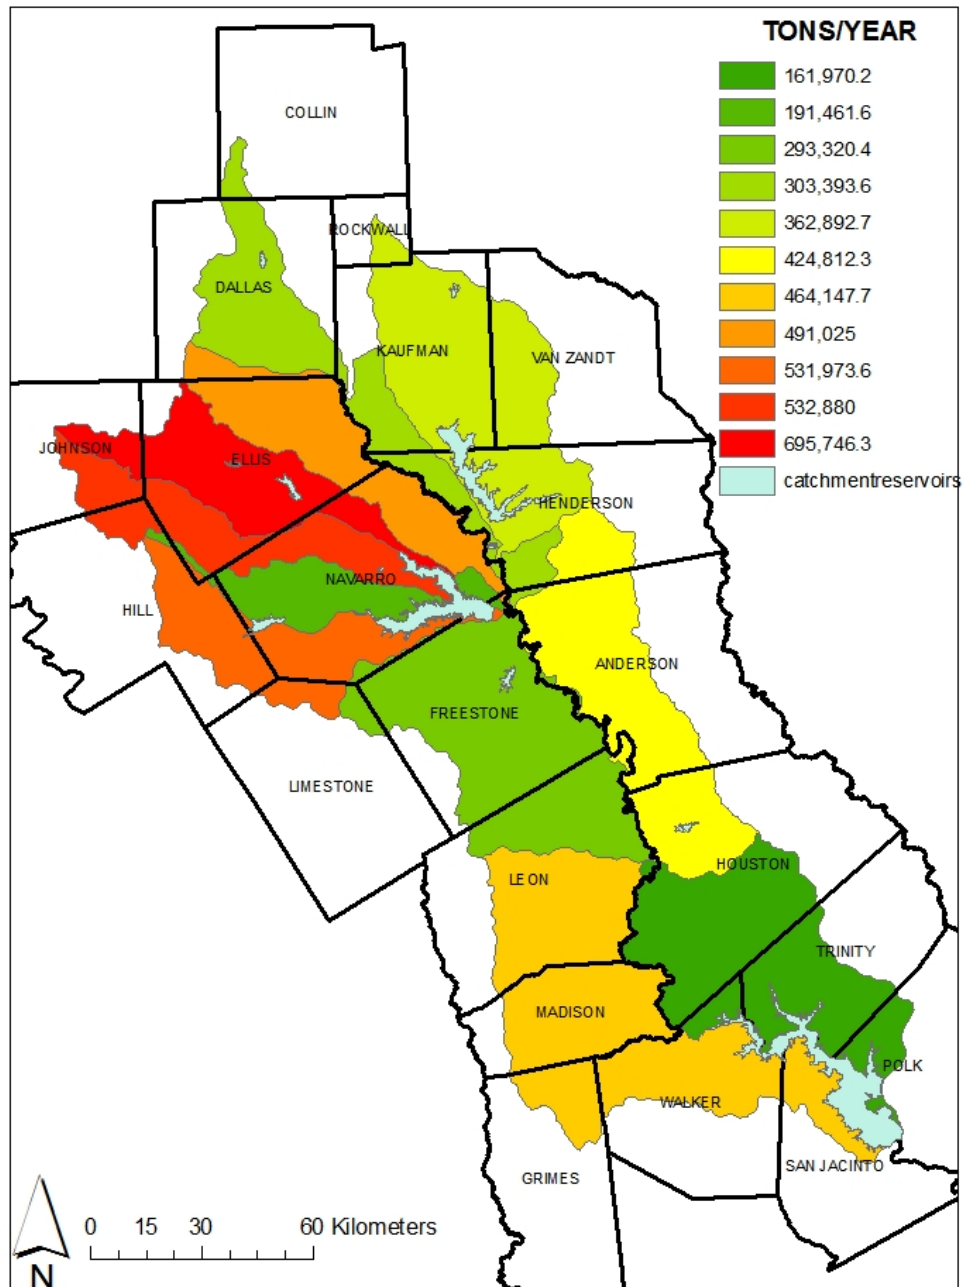 TONS/YEAR
161,970.2
191,461.6
293,320.4
303,393.6
362,892.7
424,812.3
464,147.7
491,025
531,973.6
532,880
695,746.3
catchmentreservoirs
COLLIN
ROCKWALL
DALLAS
KAUFMAN
VAN ZANDT
JOHNSON
ELLIS
HENDERSON
NAVARRO
HILL
ANDERSON
FREESTONE
LIMESTONE
HOUSTON
LEON
TRINITY
MADISON
POLK
WALKER
SAN JACINTO
GRIMES
0 15 30 60 Kilometers
N